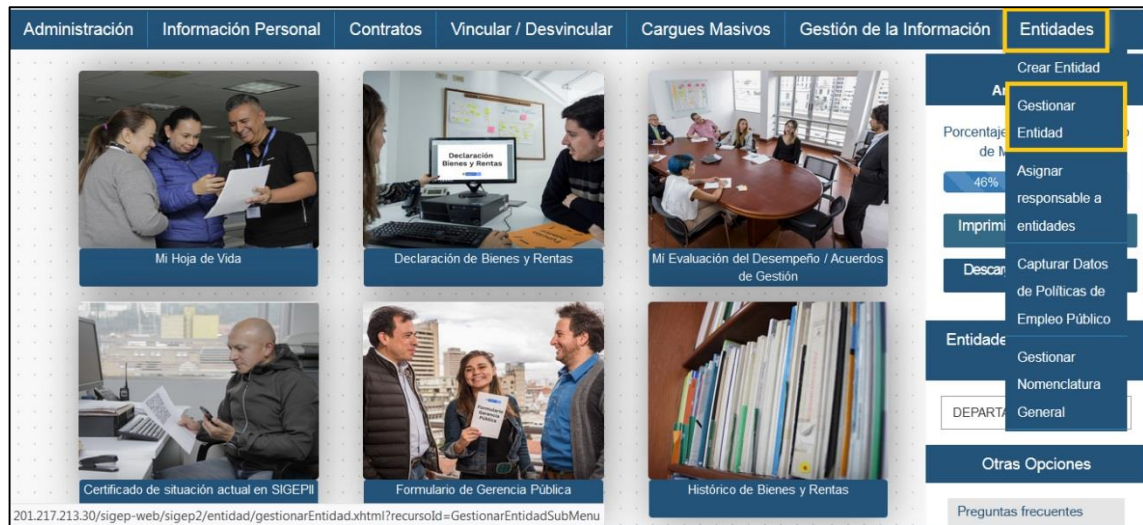 Administración Información Personal Contratos Vincular / Desvincular Cargues Masivos Gestión de la Información Entidades
Crear Entidad
Gestionar
Entidad
Asignar
responsable a
entidades
Capturar Datos
de Políticas de
Empleo Público
Gestionar
Nomenclatura
General
Porcentaje
de M
46%
Imprimi
Descar
Entidade
DEPARTA
Otras Opciones
Preguntas frecuentes
Declaración
Bienes y Rentas
Mi Hoja de Vida
Declaración de Bienes y Rentas
Mí Evaluación del Desempeño / Acuerdos
de Gestión
Formulario
Gerencia
Pública
Certificado de situación actual en SIGEPII
Formulario de Gerencia Pública
Histórico de Bienes y Rentas
201.217.213.30/sigep-web/sigep2/entidad/gestionarEntidad.xhtml?recursoId=GestionarEntidadSubMenu